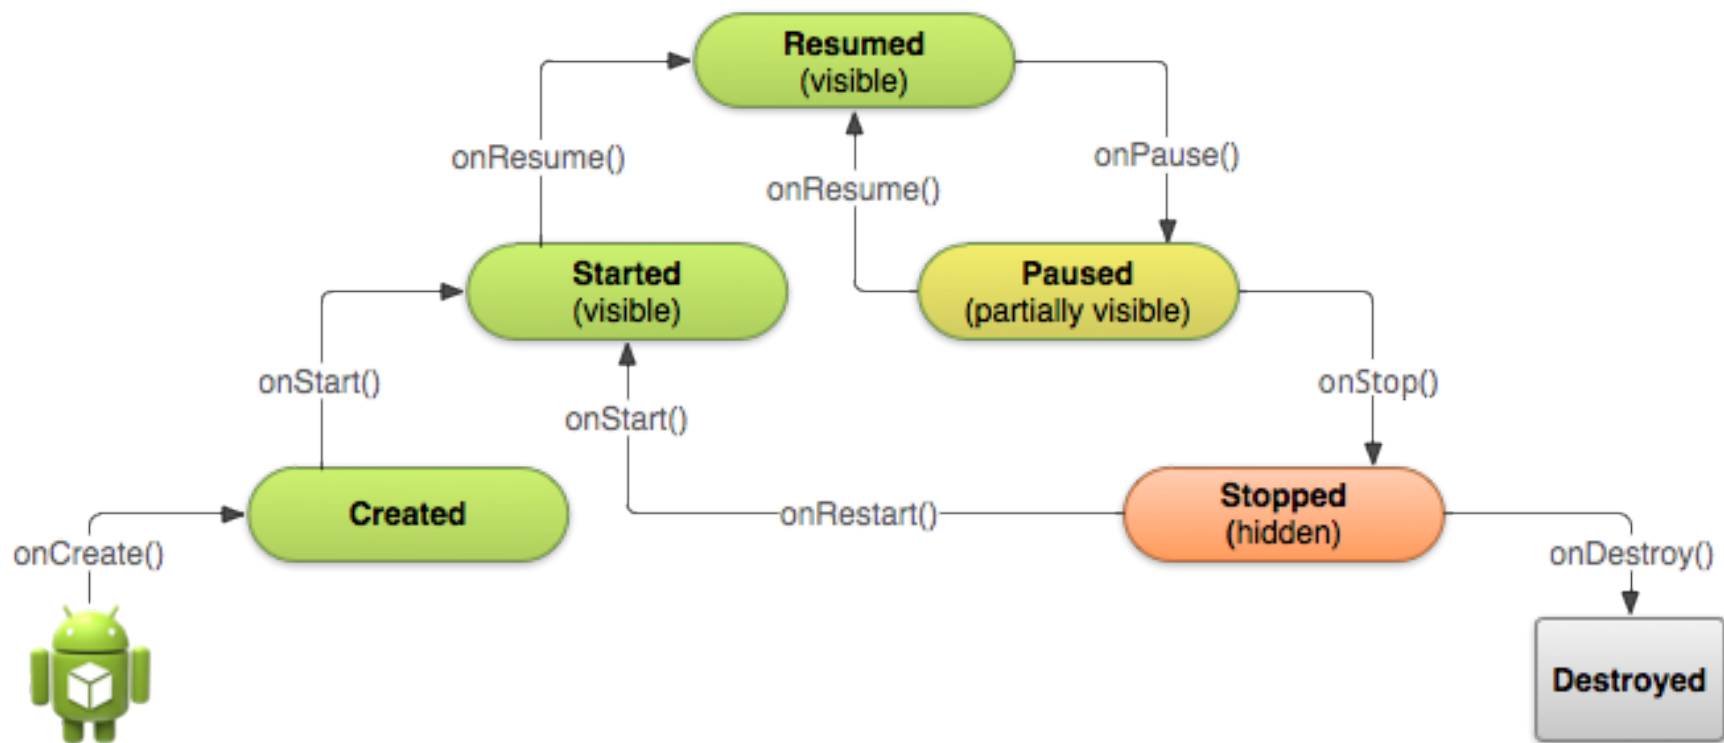 Resumed
(visible)
onResume()
onPause()
onResume()
Started
(visible)
Paused
(partially visible)
onStart()
onStart()
onStop()
Created
onRestart()
Stopped
(hidden)
onCreate()
onDestroy()
Destroyed